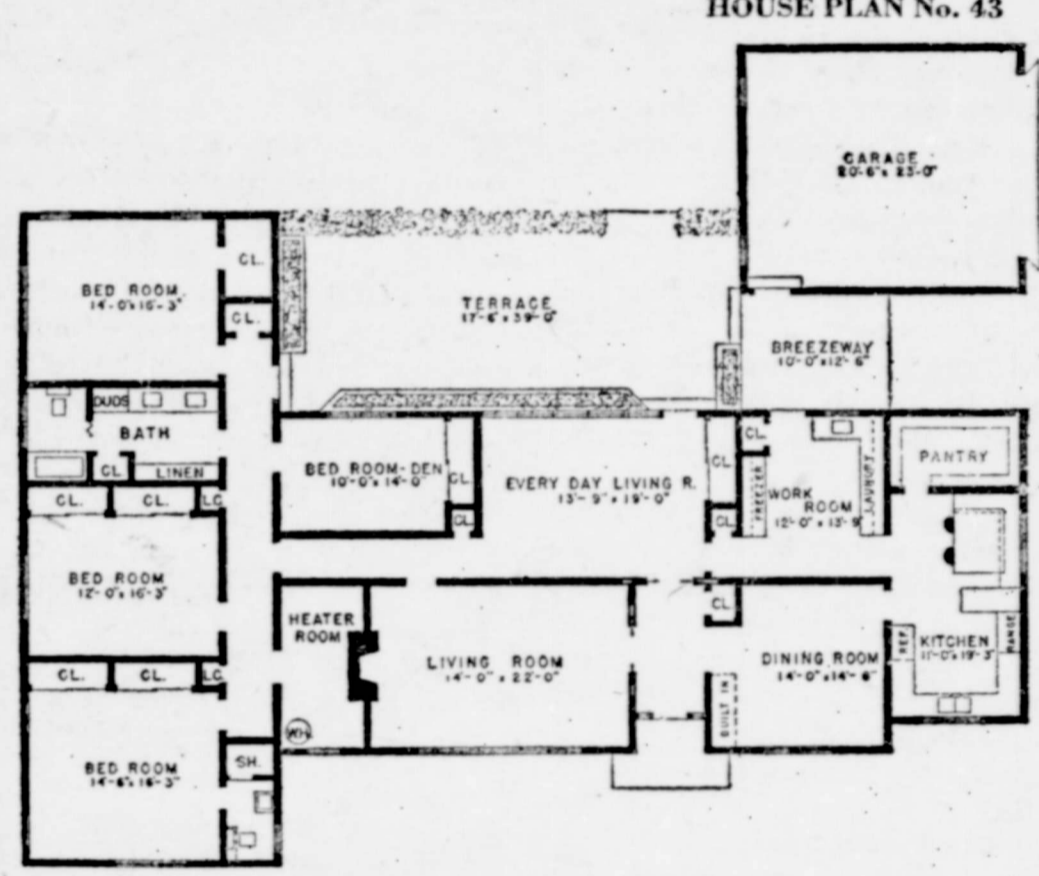 HOUSE PLAN No. 43
GARAGE
20'-6" x 23'-0"
BED ROOM
14'-0" x 16'-3"
CL.
CL.
TERRACE
17'-6" x 39'-0"
BREEZEWAY
10'-0" x 12'-6"
DUOS
BATH
CL
LINEN
BED ROOM-DEN
10'-0" x 14'-0"
CL.
CL.
EVERY DAY LIVING R.
13'-9" x 19'-0"
CL
CL
CL.
FREEZER
WORK
ROOM
12'-0" x 13'-9
LAUNDRY
PANTRY
CL.
CL.
BED ROOM
12'-0" x 16'-3"
HEATER
ROOM
LIVING ROOM
14'-0" x 22'-0"
CL
DINING ROOM
14'-0" x 14'-6"
BUILT IN
REF.
KITCHEN
11'-0" x 19'-3"
RANGE
CL.
CL.
BED ROOM
14'-6" x 16'-3"
SH.